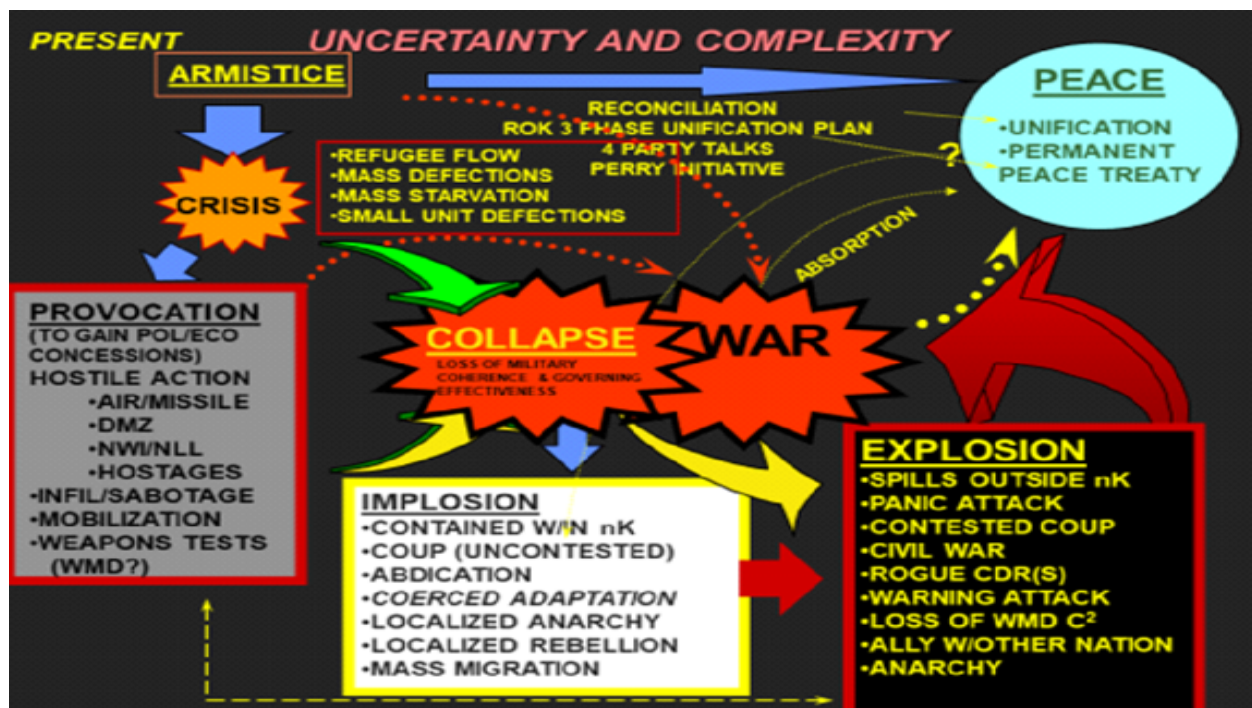 PRESENT
UNCERTAINTY AND COMPLEXITY
ARMISTICE
CRISIS
•REFUGEE FLOW
•MASS DEFECTIONS
•MASS STARVATION
•SMALL UNIT DEFECTIONS
RECONCILIATION
ROK 3 PHASE UNIFICATION PLAN
4 PARTY TALKS
PERRY INITIATIVE
?
PEACE
•UNIFICATION
•PERMANENT
PEACE TREATY
ABSORPTION
PROVOCATION
(TO GAIN POL/ECO
CONCESSIONS)
HOSTILE ACTION
•AIR/MISSILE
•DMZ
•NWI/NLL
•HOSTAGES
•INFIL/SABOTAGE
•MOBILIZATION
•WEAPONS TESTS
(WMD?)
COLLAPSE
LOSS OF MILITARY
COHERENCE & GOVERNING
EFFECTIVENESS
WAR
IMPLOSION
•CONTAINED W/IN nK
•COUP (UNCONTESTED)
•ABDICATION
•COERCED ADAPTATION
•LOCALIZED ANARCHY
•LOCALIZED REBELLION
•MASS MIGRATION
EXPLOSION
•SPILLS OUTSIDE nK
•PANIC ATTACK
•CONTESTED COUP
•CIVIL WAR
•ROGUE CDR(S)
•WARNING ATTACK
•LOSS OF WMD C²
•ALLY W/OTHER NATION
•ANARCHY